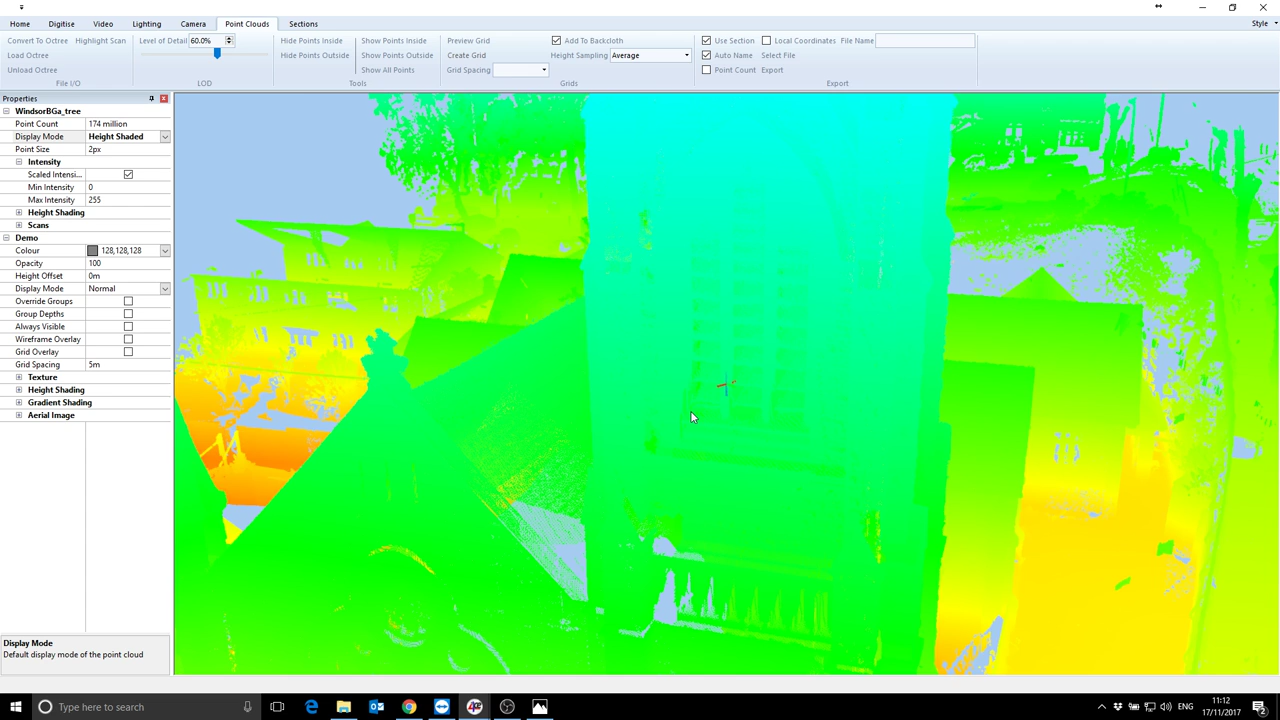 Home Digitise Video Lighting Camera Point Clouds Sections Style
Convert To Octree Highlight Scan Level of Detail 60.0% Hide Points Inside Show Points Inside Preview Grid Add To Backcloth Use Section Local Coordinates File Name
Load Octree Hide Points Outside Show Points Outside Create Grid Height Sampling Average Auto Name Select File
Unload Octree Show All Points Grid Spacing Point Count Export
File I/O LOD Tools Grids Export
Properties
WindsorBGa_tree
Point Count 174 million
Display Mode Height Shaded
Point Size 2px
Intensity
Scaled Intensi...
Min Intensity 0
Max Intensity 255
Height Shading
Scans
Demo
Colour 128,128,128
Opacity 100
Height Offset 0m
Display Mode Normal
Override Groups
Group Depths
Always Visible
Wireframe Overlay
Grid Overlay
Grid Spacing 5m
Texture
Height Shading
Gradient Shading
Aerial Image
Display Mode
Default display mode of the point cloud
Type here to search
11:12
ENG
17/11/2017
2